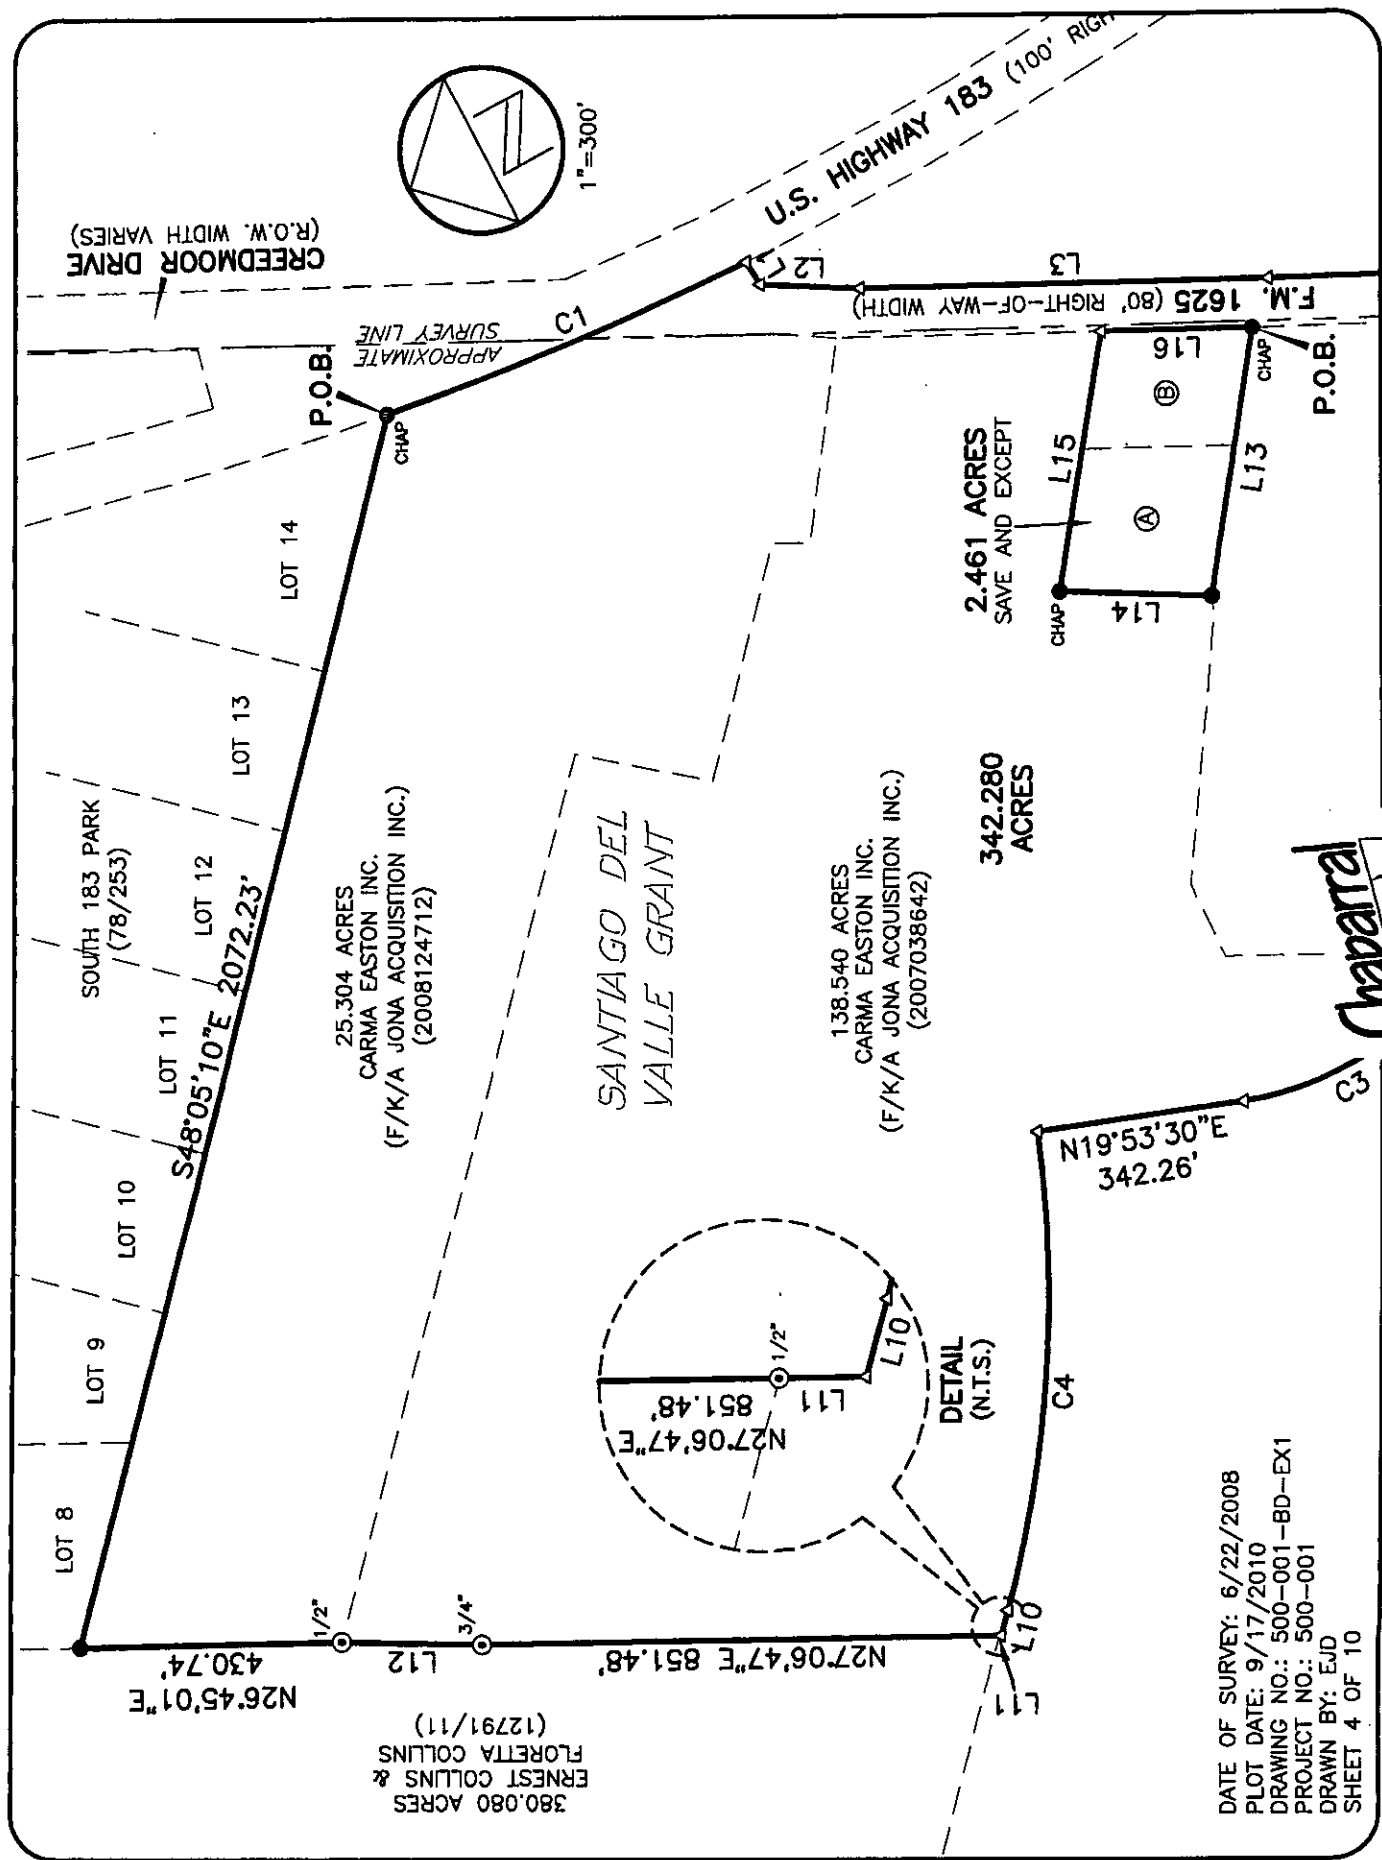 CREEDMOOR DRIVE
(R.O.W. WIDTH VARIES)
1"=300'
U.S. HIGHWAY 183 (100' RIGH
APPROXIMATE
SURVEY LINE
C1
L2
L3
F.M. 1625 (80' RIGHT-OF-WAY WIDTH)
P.O.B.
CHAP
L16
CHAP
P.O.B.
L15
L13
L14
A
B
CHAP
2.461 ACRES
SAVE AND EXCEPT
LOT 14
LOT 13
LOT 12
LOT 11
LOT 10
LOT 9
LOT 8
SOUTH 183 PARK
(78/253)
S48°05'10"E 2072.23'
25.304 ACRES
CARMA EASTON INC.
(F/K/A JONA ACQUISITION INC.)
(2008124712)
SANTIAGO DEL
VALLE GRANT
138.540 ACRES
CARMA EASTON INC.
(F/K/A JONA ACQUISITION INC.)
(2007038642)
342.280
ACRES
Chaparral
C3
N19°53'30"E
342.26'
C4
1/2"
L10
L11
N27°06'47"E
851.48'
DETAIL
(N.T.S.)
1/2"
3/4"
N26°45'01"E
430.74'
L12
N27°06'47"E 851.48'
L10
L11
380.080 ACRES
ERNEST COLLINS &
FLORETTA COLLINS
(12791/11)
DATE OF SURVEY: 6/22/2008
PLOT DATE: 9/17/2010
DRAWING NO.: 500-001-BD-EX1
PROJECT NO.: 500-001
DRAWN BY: EJD
SHEET 4 OF 10